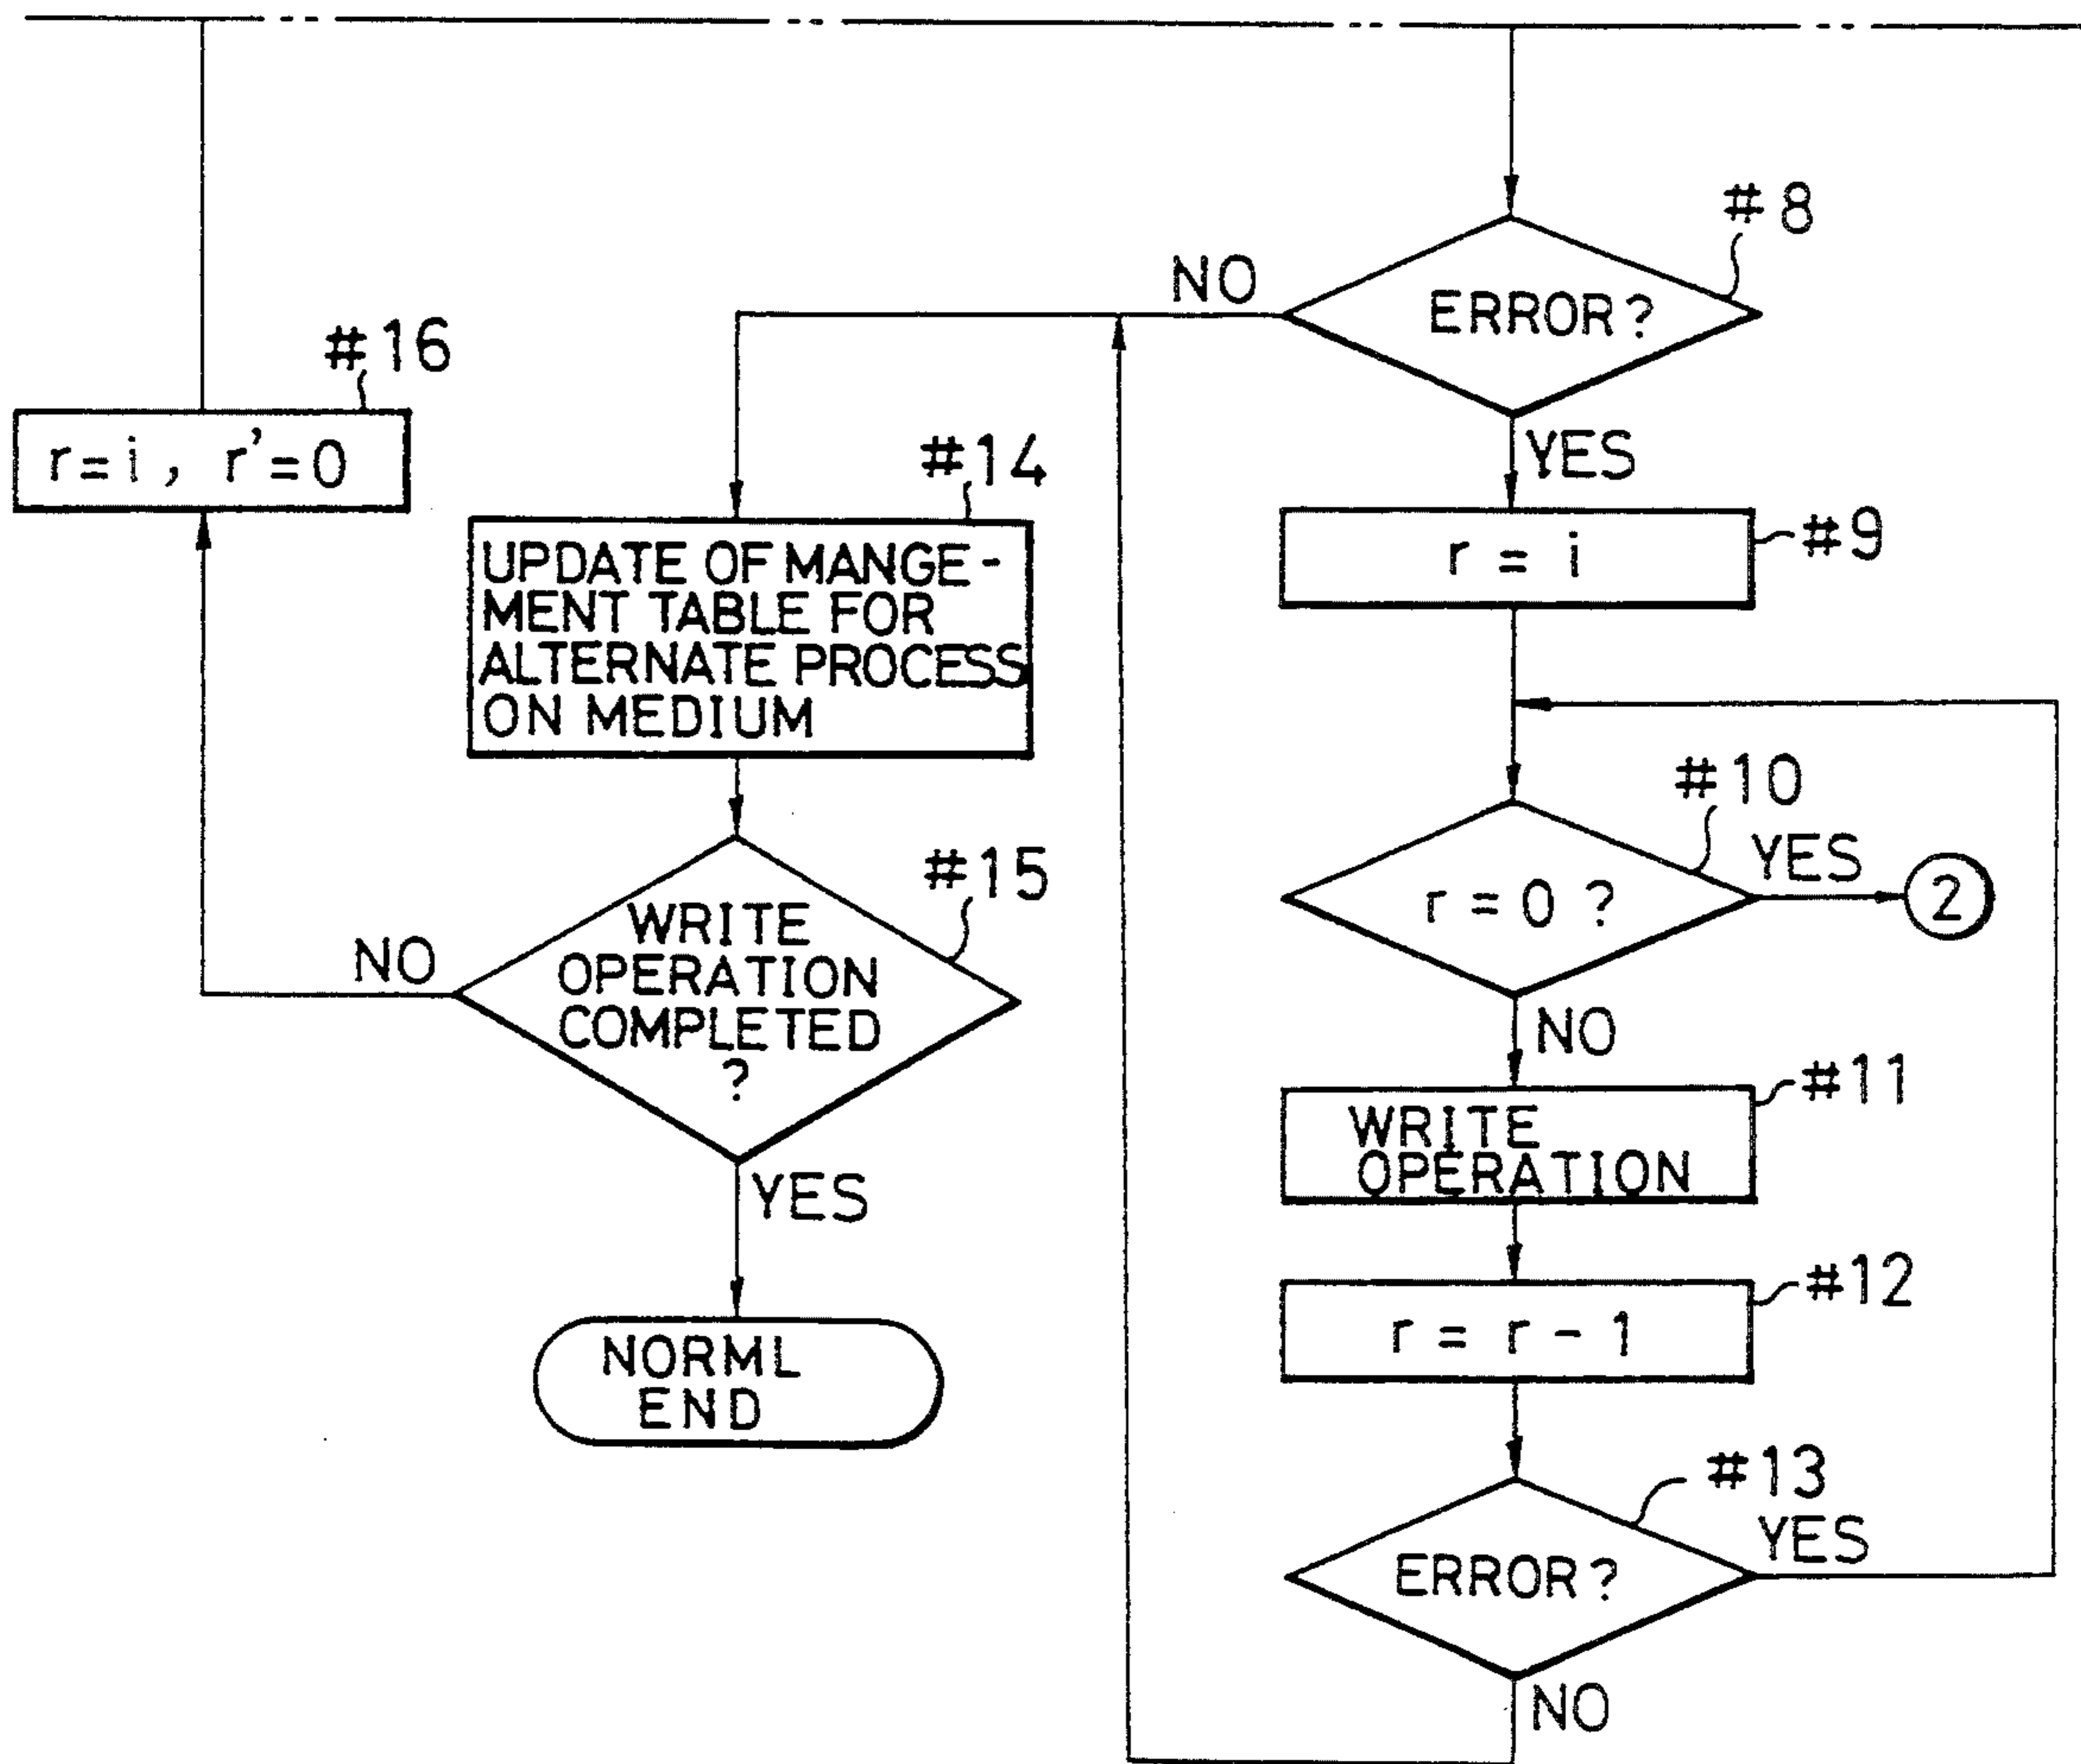 #8
NO
ERROR?
#16
YES
r=i, r'=0
#14
#9
r = i
UPDATE OF MANGE-
MENT TABLE FOR
ALTERNATE PROCESS
ON MEDIUM
#10
YES
#15
r = 0 ?
2
WRITE
OPERATION
COMPLETED
?
NO
NO
#11
WRITE
OPERATION
YES
#12
r = r - 1
NORML
END
#13
YES
ERROR?
NO